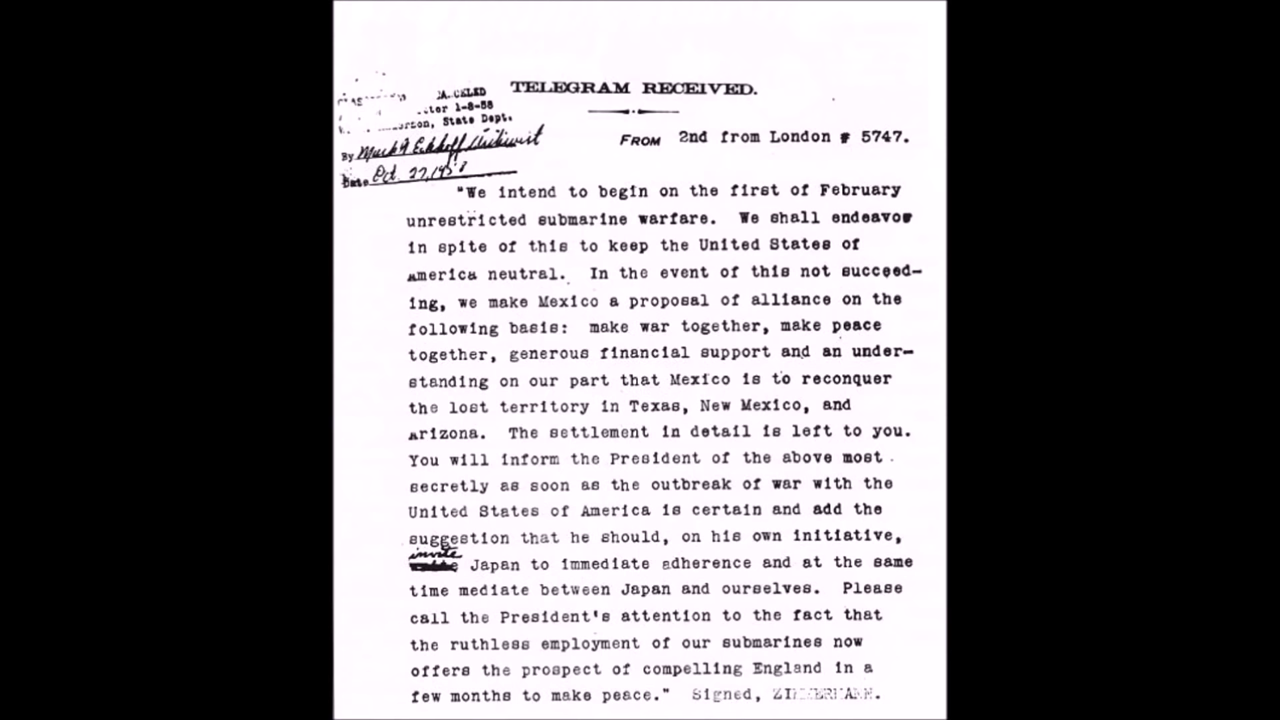 TELEGRAM RECEIVED.
1-8-58
State Dept.
By Mark G Eckhoff
Date Oct. 27, 1958
FROM 2nd from London # 5747.
"We intend to begin on the first of February
unrestricted submarine warfare. We shall endeavor
in spite of this to keep the United States of
America neutral. In the event of this not succeed-
ing, we make Mexico a proposal of alliance on the
following basis: make war together, make peace
together, generous financial support and an under-
standing on our part that Mexico is to reconquer
the lost territory in Texas, New Mexico, and
Arizona. The settlement in detail is left to you.
You will inform the President of the above most
secretly as soon as the outbreak of war with the
United States of America is certain and add the
suggestion that he should, on his own initiative,
invite
Japan to immediate adherence and at the same
time mediate between Japan and ourselves. Please
call the President's attention to the fact that
the ruthless employment of our submarines now
offers the prospect of compelling England in a
few months to make peace." Signed, ZIMMERMANN.